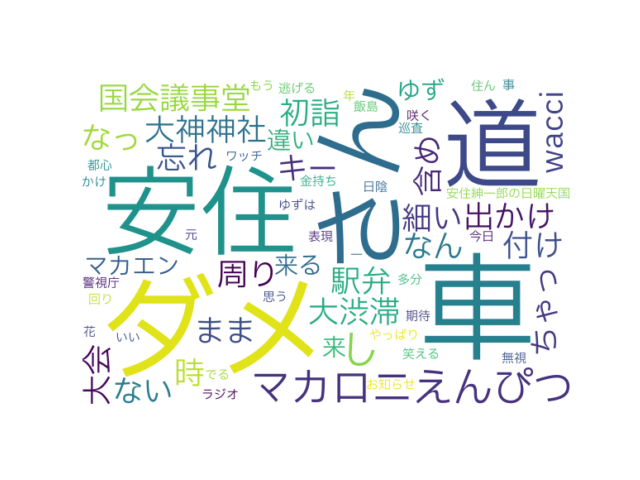 もう 逃げる 年 ゆず 住ん 事
国会議事堂 初詣 飯島 咲く
なっ 大神神社 違い 巡査 ん 道 wacci
都心 忘れ ワッチ キー 含め
かけ 安住 金持ち 日陰 と 安住紳一郎の日曜天国
ゆずは 細い 出かけ
元 表現 なん 今日 付け
マカエン 周り 来る 駅弁 一 ちゃっ
警視庁 ダメ 思う 多分 車
回り 大渋滞 期待
花 いい まま 来 し やっぱり 笑える 無視
大会 ない 時 でる お知らせ
ラジオ マカロニえんぴつ